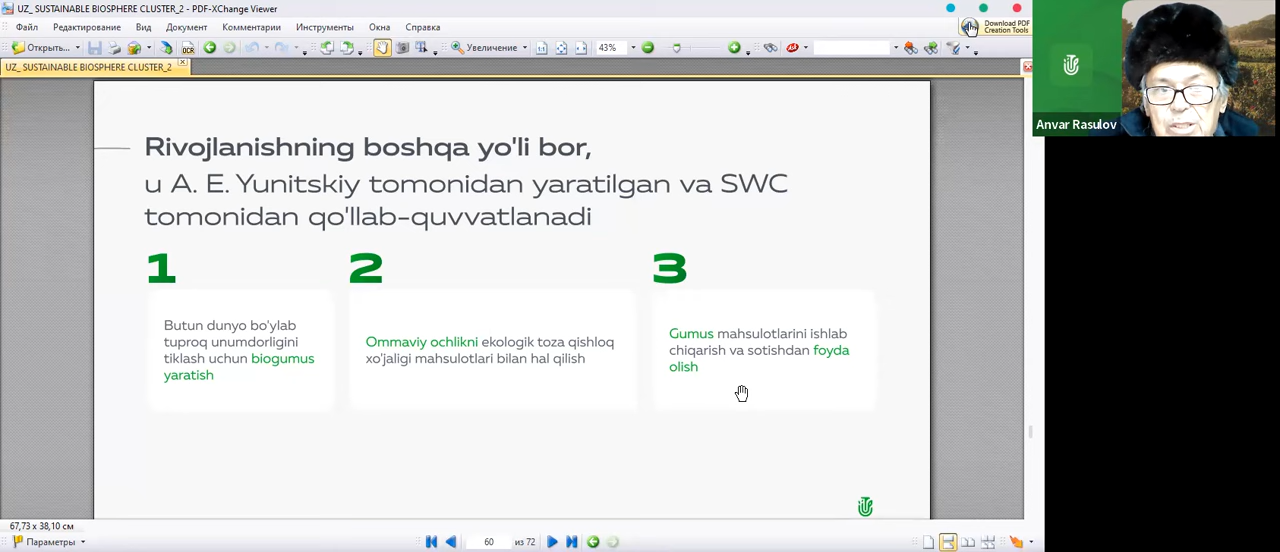 UZ_ SUSTAINABLE BIOSPHERE CLUSTER_2 - PDF-XChange Viewer
Файл Редактирование Вид Документ Комментарии Инструменты Окна Справка
Download PDF
Creation Tools
Открыть... OCR Увеличение 43%
UZ_ SUSTAINABLE BIOSPHERE CLUSTER_2
Anvar Rasulov
Rivojlanishning boshqa yo'li bor,
u A. E. Yunitskiy tomonidan yaratilgan va SWC
tomonidan qo'llab-quvvatlanadi
1 2 3
Butun dunyo bo'ylab
tuproq unumdorligini
tiklash uchun biogumus
yaratish
Ommaviy ochlikni ekologik toza qishloq
xo'jaligi mahsulotlari bilan hal qilish
Gumus mahsulotlarini ishlab
chiqarish va sotishdan foyda
olish
67,73 x 38,10 см
Параметры
60 из 72